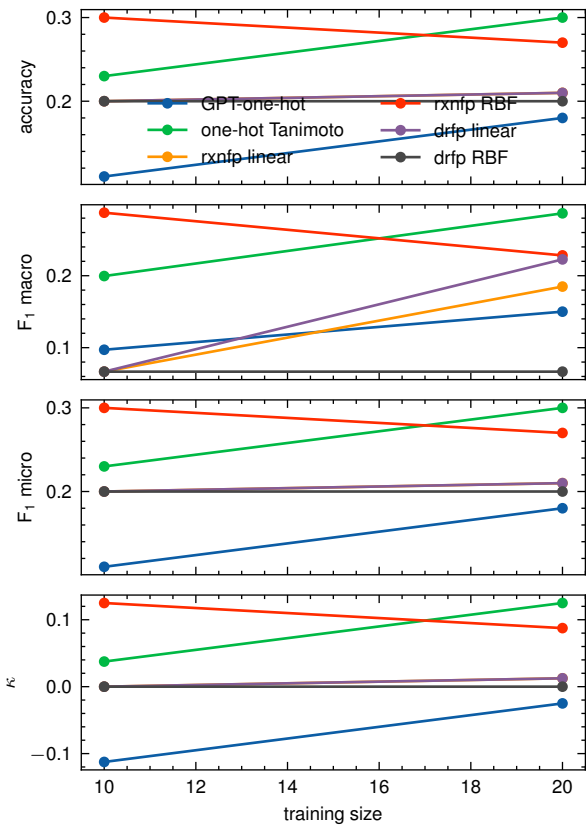 0.3
0.2
accuracy
GPT-one-hot
one-hot Tanimoto
rxnfp linear
rxnfp RBF
drfp linear
drfp RBF
0.2
0.1
F₁ macro
0.3
0.2
F₁ micro
0.1
0.0
−0.1
κ
10 12 14 16 18 20
training size